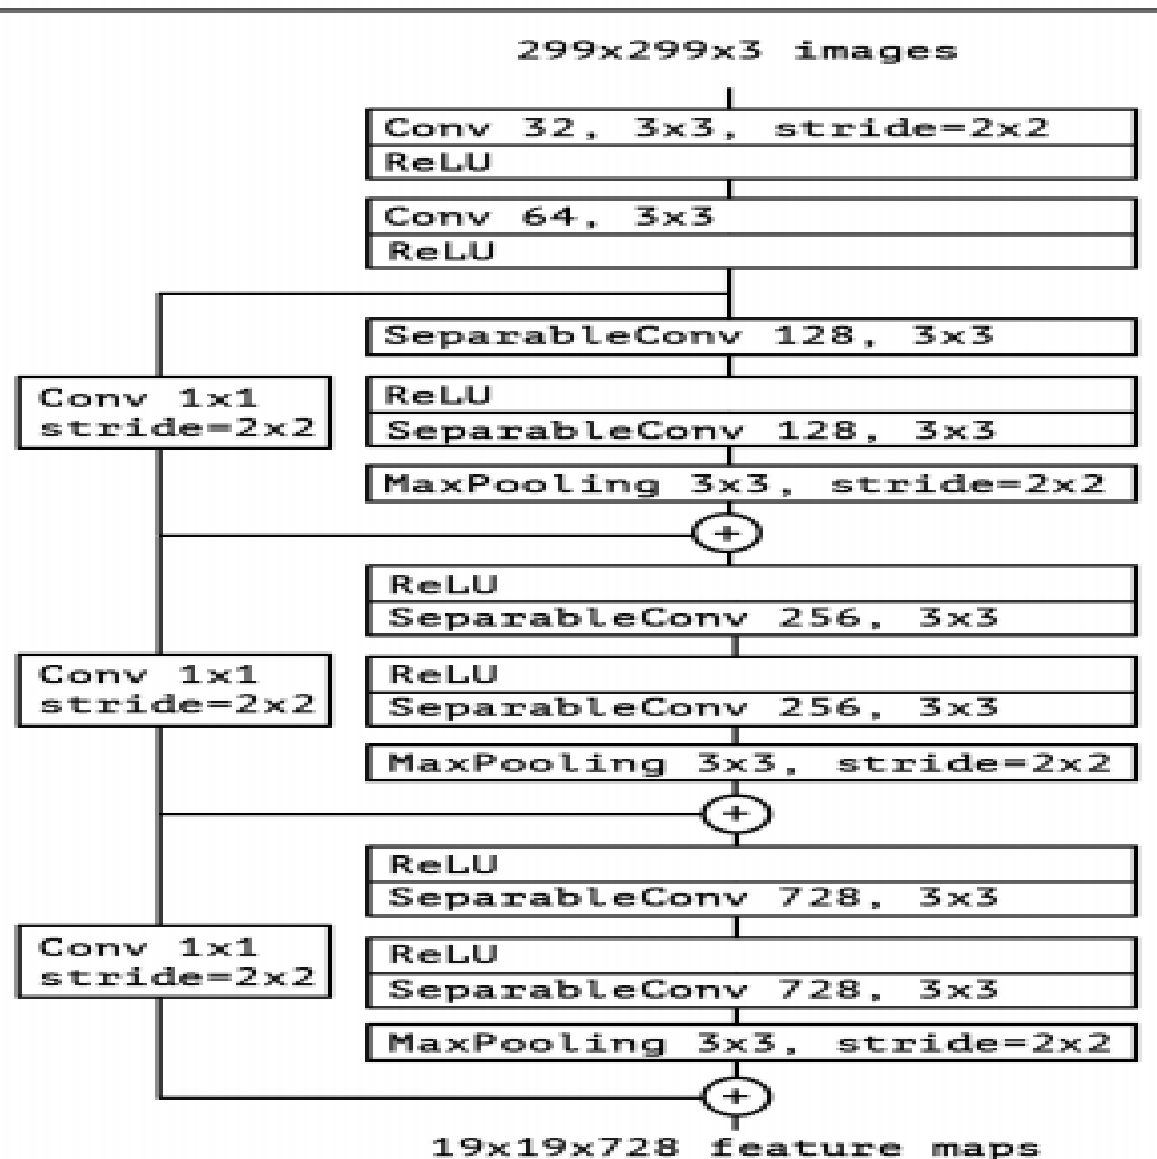 299x299x3 images
Conv 32, 3x3, stride=2x2
ReLU
Conv 64, 3x3
ReLU
SeparableConv 128, 3x3
Conv 1x1
stride=2x2
ReLU
SeparableConv 128, 3x3
MaxPooling 3x3, stride=2x2
+
ReLU
SeparableConv 256, 3x3
Conv 1x1
stride=2x2
ReLU
SeparableConv 256, 3x3
MaxPooling 3x3, stride=2x2
+
ReLU
SeparableConv 728, 3x3
Conv 1x1
stride=2x2
ReLU
SeparableConv 728, 3x3
MaxPooling 3x3, stride=2x2
+
19x19x728 feature maps